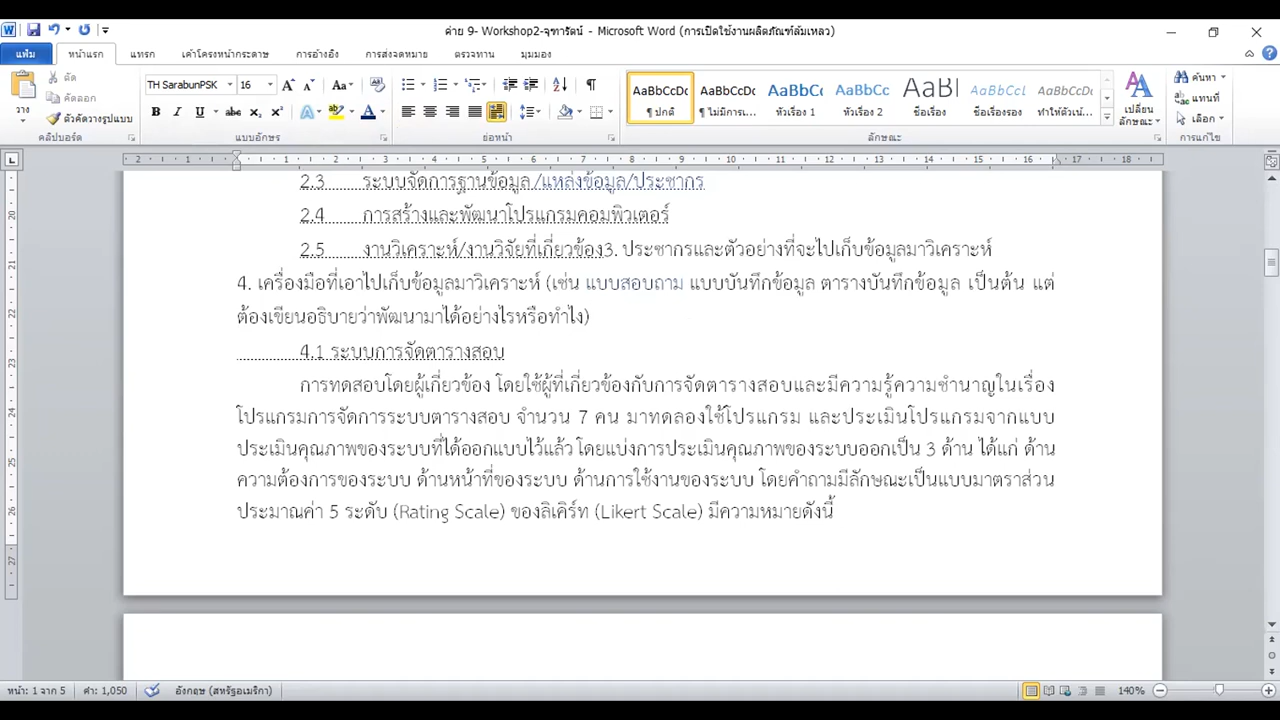 ค่าย 9- Workshop2-จุฑารัตน์ - Microsoft Word (การเปิดใช้งานผลิตภัณฑ์ล้มเหลว)
แฟ้ม หน้าแรก แทรก เค้าโครงหน้ากระดาษ การอ้างอิง การส่งจดหมาย ตรวจทาน มุมมอง
วาง
ตัด
คัดลอก
ตัวคัดวางรูปแบบ
คลิปบอร์ด
TH SarabunPSK 16
แบบอักษร
ย่อหน้า
AaBbCcDc AaBbCcDc AaBbCc AaBbCc AaBl AaBbCcL AaBbCcDc
¶ ปกติ ¶ ไม่มีการเ... หัวเรื่อง 1 หัวเรื่อง 2 ชื่อเรื่อง ชื่อเรื่องรอง ทำให้ตัวเน้...
ลักษณะ
เปลี่ยน
ลักษณะ
ค้นหา
แทนที่
เลือก
การแก้ไข
2.3 ระบบจัดการฐานข้อมูล/แหล่งข้อมูล/ประชากร
2.4 การสร้างและพัฒนาโปรแกรมคอมพิวเตอร์
2.5 งานวิเคราะห์/งานวิจัยที่เกี่ยวข้อง3. ประชากรและตัวอย่างที่จะไปเก็บข้อมูลมาวิเคราะห์
4. เครื่องมือที่เอาไปเก็บข้อมูลมาวิเคราะห์ (เช่น แบบสอบถาม แบบบันทึกข้อมูล ตารางบันทึกข้อมูล เป็นต้น แต่
ต้องเขียนอธิบายว่าพัฒนามาได้อย่างไรหรือทำไง)
4.1 ระบบการจัดตารางสอบ
การทดสอบโดยผู้เกี่ยวข้อง โดยใช้ผู้ที่เกี่ยวข้องกับการจัดตารางสอบและมีความรู้ความชำนาญในเรื่อง
โปรแกรมการจัดการระบบตารางสอบ จำนวน 7 คน มาทดลองใช้โปรแกรม และประเมินโปรแกรมจากแบบ
ประเมินคุณภาพของระบบที่ได้ออกแบบไว้แล้ว โดยแบ่งการประเมินคุณภาพของระบบออกเป็น 3 ด้าน ได้แก่ ด้าน
ความต้องการของระบบ ด้านหน้าที่ของระบบ ด้านการใช้งานของระบบ โดยคำถามมีลักษณะเป็นแบบมาตราส่วน
ประมาณค่า 5 ระดับ (Rating Scale) ของลิเคิร์ท (Likert Scale) มีความหมายดังนี้
หน้า: 1 จาก 5 คำ: 1,050 อังกฤษ (สหรัฐอเมริกา) 140%